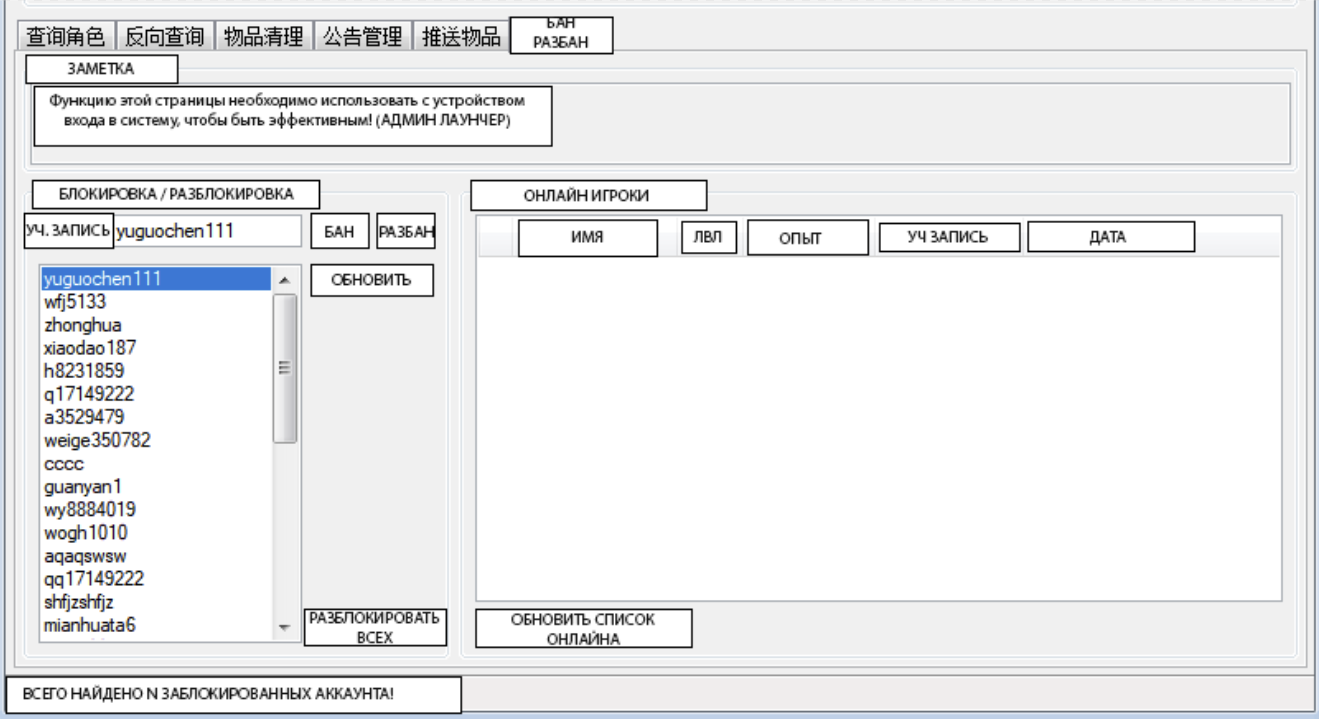 查询角色 反向查询 物品清理 公告管理 推送物品 БАН
РАЗБАН
ЗАМЕТКА
Функцию этой страницы необходимо использовать с устройством
входа в систему, чтобы быть эффективным! (АДМИН ЛАУНЧЕР)
БЛОКИРОВКА / РАЗБЛОКИРОВКА
УЧ. ЗАПИСЬ yuguochen111 БАН РАЗБАН
ОБНОВИТЬ
yuguochen111
wfj5133
zhonghua
xiaodao187
h8231859
q17149222
a3529479
weige350782
cccc
guanyan1
wy8884019
wogh1010
aqaqswsw
qq17149222
shfjzshfjz
mianhuata6
РАЗБЛОКИРОВАТЬ
ВСЕХ
ОНЛАЙН ИГРОКИ
ИМЯ ЛВЛ ОПЫТ УЧ ЗАПИСЬ ДАТА
ОБНОВИТЬ СПИСОК
ОНЛАЙНА
ВСЕГО НАЙДЕНО N ЗАБЛОКИРОВАННЫХ АККАУНТА!